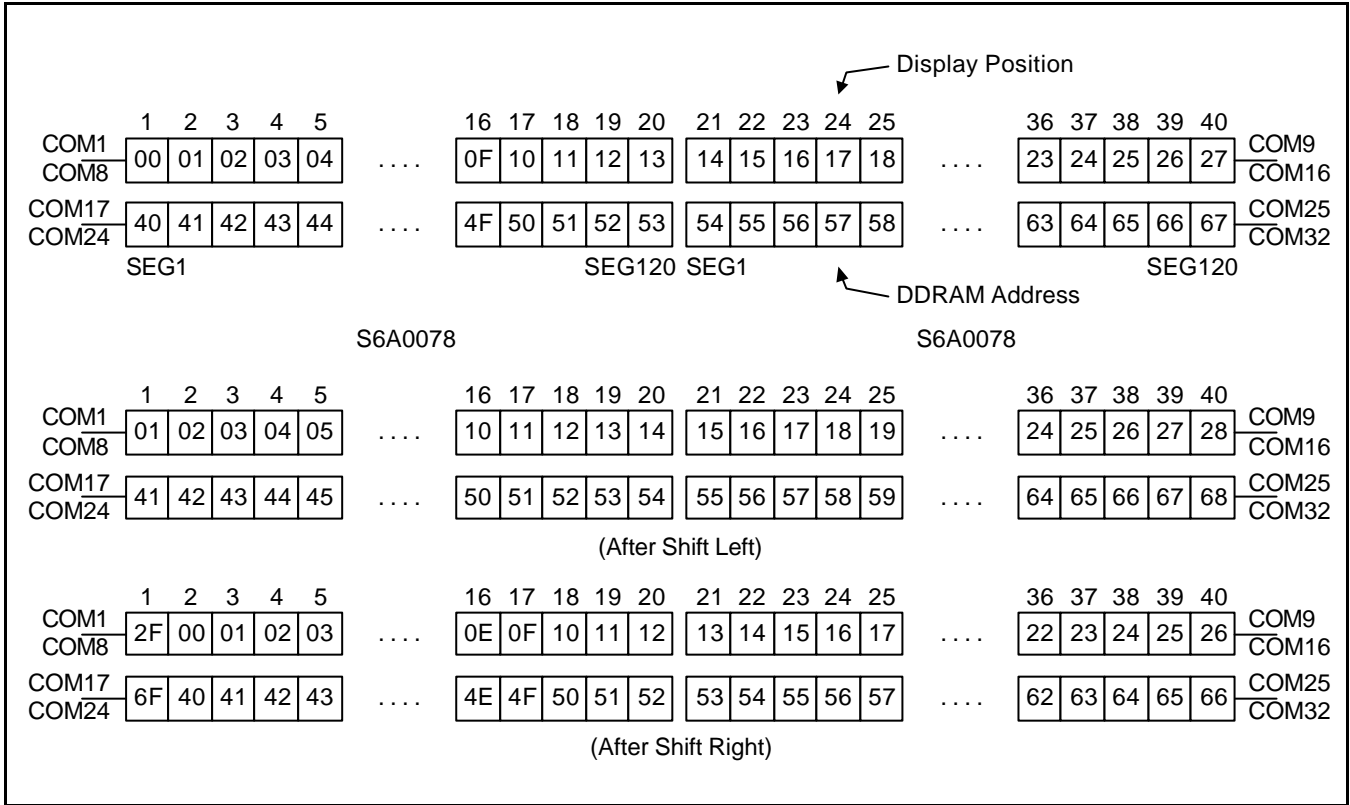 Display Position
1 2 3 4 5 16 17 18 19 20 21 22 23 24 25 36 37 38 39 40
COM1 COM9
00 01 02 03 04 .... 0F 10 11 12 13 14 15 16 17 18 .... 23 24 25 26 27
COM8 COM16
COM17 COM25
40 41 42 43 44 .... 4F 50 51 52 53 54 55 56 57 58 .... 63 64 65 66 67
COM24 COM32
SEG1 SEG120 SEG1 SEG120
DDRAM Address
S6A0078 S6A0078
1 2 3 4 5 16 17 18 19 20 21 22 23 24 25 36 37 38 39 40
COM1 COM9
01 02 03 04 05 .... 10 11 12 13 14 15 16 17 18 19 .... 24 25 26 27 28
COM8 COM16
COM17 COM25
41 42 43 44 45 .... 50 51 52 53 54 55 56 57 58 59 .... 64 65 66 67 68
COM24 COM32
(After Shift Left)
1 2 3 4 5 16 17 18 19 20 21 22 23 24 25 36 37 38 39 40
COM1 COM9
2F 00 01 02 03 .... 0E 0F 10 11 12 13 14 15 16 17 .... 22 23 24 25 26
COM8 COM16
COM17 COM25
6F 40 41 42 43 .... 4E 4F 50 51 52 53 54 55 56 57 .... 62 63 64 65 66
COM24 COM32
(After Shift Right)